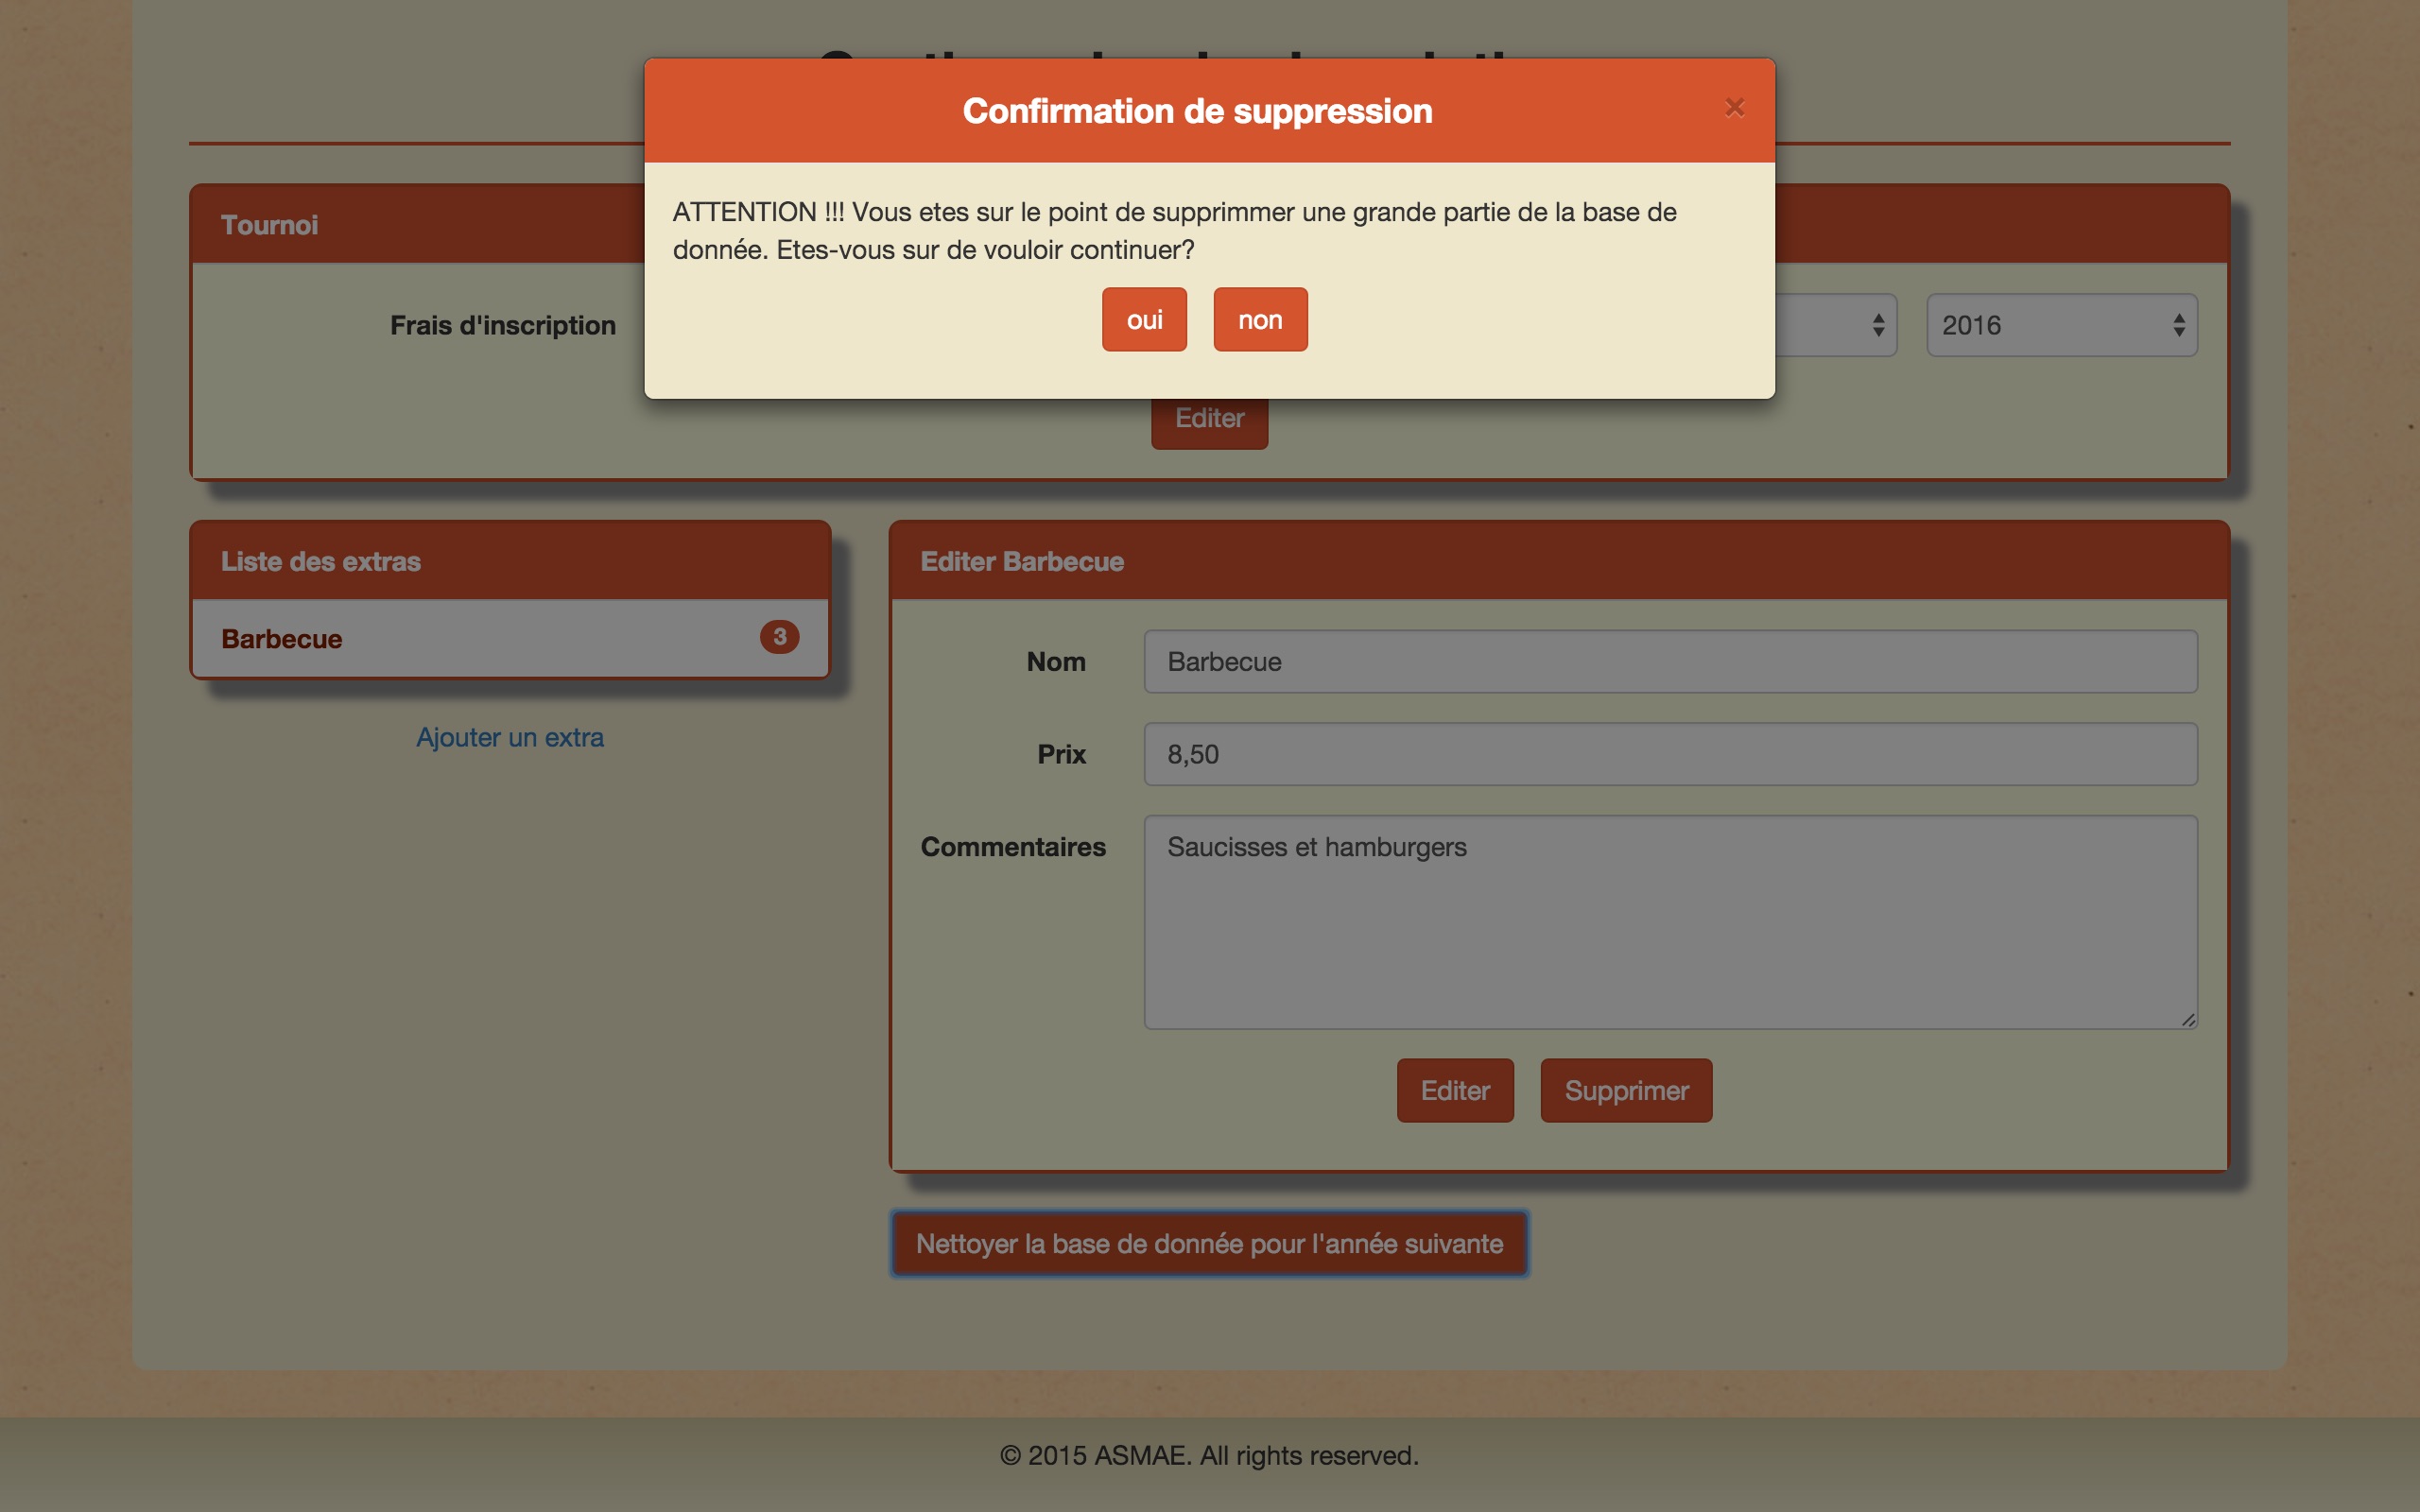 Confirmation de suppression
×
ATTENTION !!! Vous etes sur le point de supprimmer une grande partie de la base de
donnée. Etes-vous sur de vouloir continuer?
oui non
Tournoi
Frais d'inscription
2016
Editer
Liste des extras
Barbecue 3
Ajouter un extra
Editer Barbecue
Nom Barbecue
Prix 8,50
Commentaires Saucisses et hamburgers
Editer Supprimer
Nettoyer la base de donnée pour l'année suivante
© 2015 ASMAE. All rights reserved.